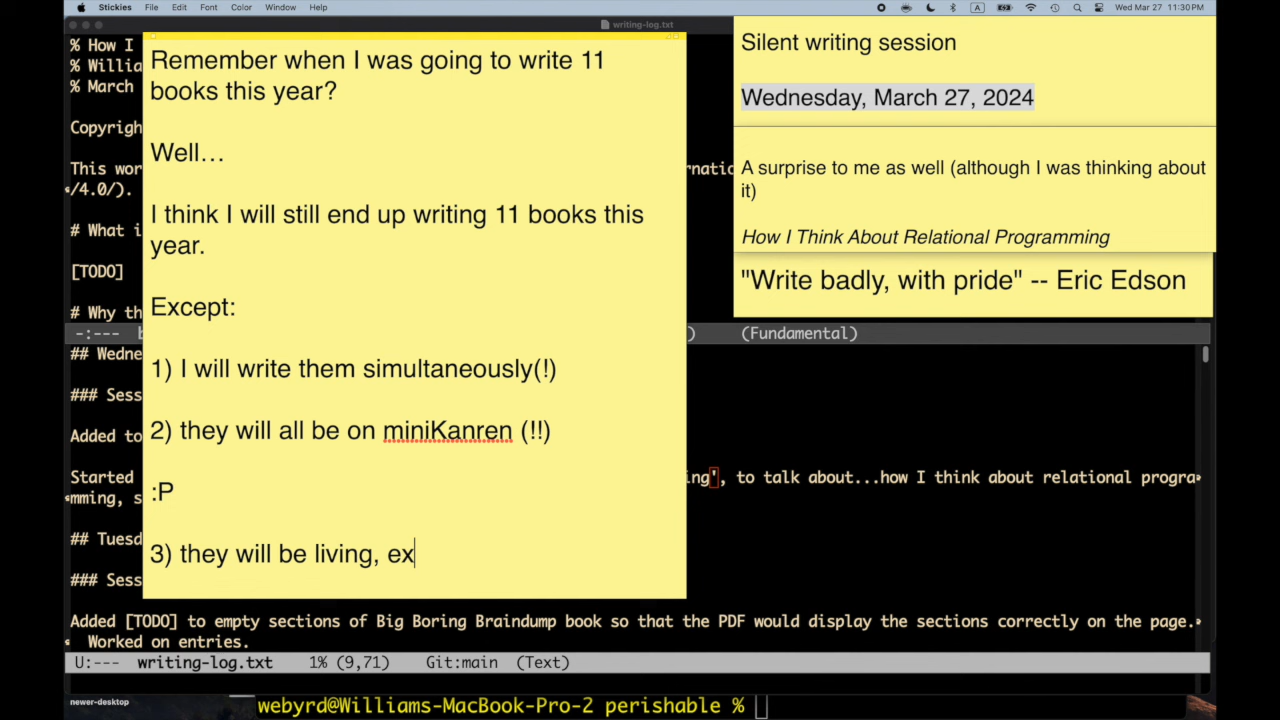 Stickies File Edit Font Color Window Help Wed Mar 27 11:30 PM
writing-log.txt
% How I
% Willia
% March
Copyrigh
This wor
/4.0/).
# What i
[TODO]
# Why th
Remember when I was going to write 11
books this year?
Well…
I think I will still end up writing 11 books this
year.
Except:
1) I will write them simultaneously(!)
2) they will all be on miniKanren (!!)
:P
3) they will be living, ex
Silent writing session
Wednesday, March 27, 2024
A surprise to me as well (although I was thinking about
it)
How I Think About Relational Programming
"Write badly, with pride" -- Eric Edson
-:--- (Fundamental)
## Wedne
### Sess
Added to
Started ing', to talk about...how I think about relational progra
mming, s
## Tuesd
### Sess
Added [TODO] to empty sections of Big Boring Braindump book so that the PDF would display the sections correctly on the page.
Worked on entries.
U:--- writing-log.txt 1% (9,71) Git:main (Text)
newer-desktop
webyrd@Williams-MacBook-Pro-2 perishable %